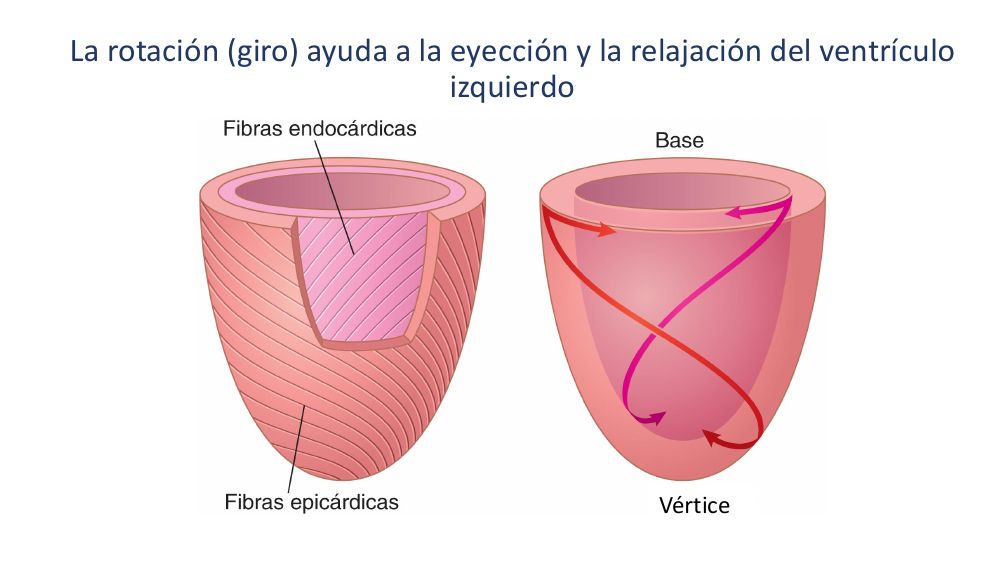 La rotación (giro) ayuda a la eyección y la relajación del ventrículo
izquierdo
Fibras endocárdicas
Base
Fibras epicárdicas
Vértice